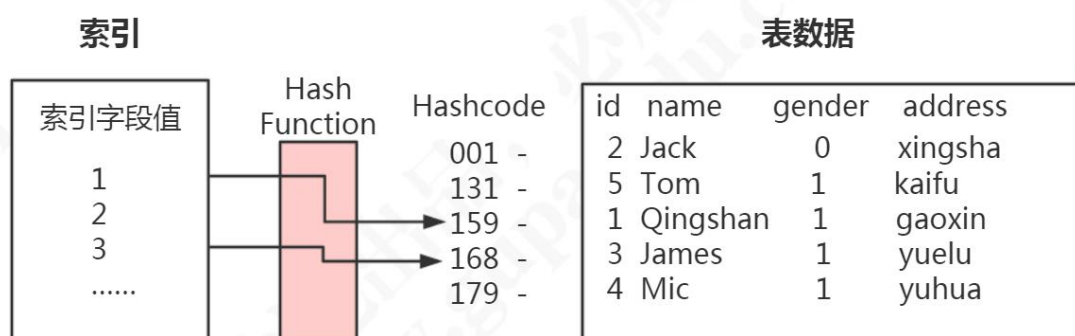 索引
表数据
索引字段值
1
2
3
......
Hash
Function
Hashcode
001 -
131 -
159 -
168 -
179 -
id name gender address
2 Jack 0 xingsha
5 Tom 1 kaifu
1 Qingshan 1 gaoxin
3 James 1 yuelu
4 Mic 1 yuhua